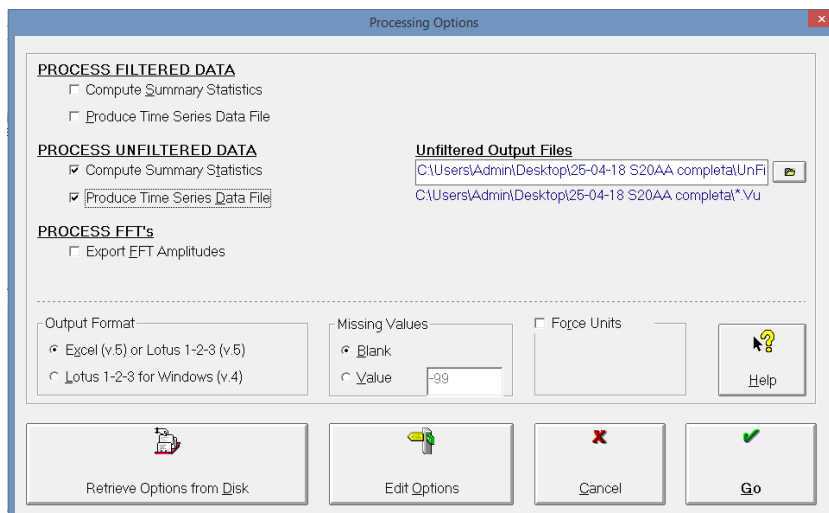 Processing Options
PROCESS FILTERED DATA
Compute Summary Statistics
Produce Time Series Data File
PROCESS UNFILTERED DATA
Compute Summary Statistics
Produce Time Series Data File
Unfiltered Output Files
C:\Users\Admin\Desktop\25-04-18 S20AA completa\UnFi
C:\Users\Admin\Desktop\25-04-18 S20AA completa\*.Vu
PROCESS FFT's
Export FFT Amplitudes
Output Format
Excel (v.5) or Lotus 1-2-3 (v.5)
Lotus 1-2-3 for Windows (v.4)
Missing Values
Blank
Value
-99
Force Units
Help
Retrieve Options from Disk
Edit Options
Cancel
Go